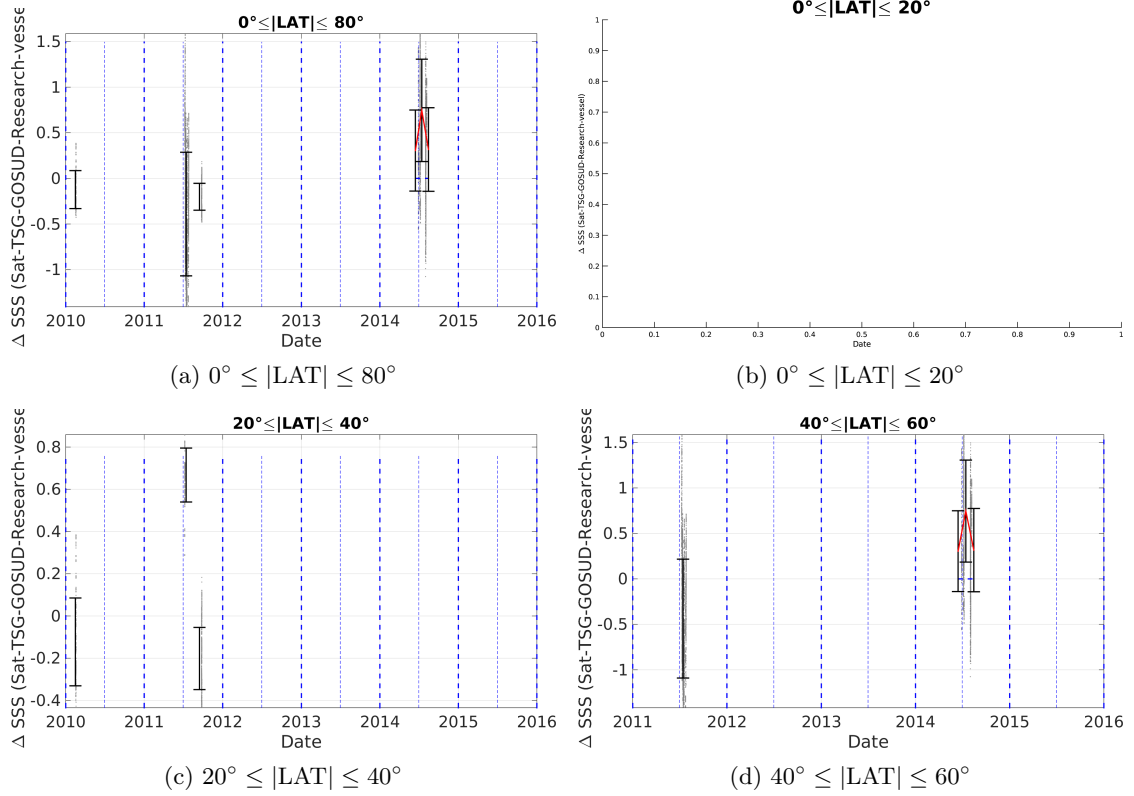 0°≤|LAT|≤ 80°
Δ SSS (Sat-TSG-GOSUD-Research-vesse
1.5
1
0.5
0
-0.5
-1
2010 2011 2012 2013 2014 2015 2016
Date
(a) 0° ≤ |LAT| ≤ 80°
0°≤|LAT|≤ 20°
Δ SSS (Sat-TSG-GOSUD-Research-vessel)
1
0.9
0.8
0.7
0.6
0.5
0.4
0.3
0.2
0.1
0
0 0.1 0.2 0.3 0.4 0.5 0.6 0.7 0.8 0.9 1
Date
(b) 0° ≤ |LAT| ≤ 20°
20°≤|LAT|≤ 40°
Δ SSS (Sat-TSG-GOSUD-Research-vesse
0.8
0.6
0.4
0.2
0
-0.2
-0.4
2010 2011 2012 2013 2014 2015 2016
Date
(c) 20° ≤ |LAT| ≤ 40°
40°≤|LAT|≤ 60°
Δ SSS (Sat-TSG-GOSUD-Research-vesse
1.5
1
0.5
0
-0.5
-1
2011 2012 2013 2014 2015 2016
Date
(d) 40° ≤ |LAT| ≤ 60°